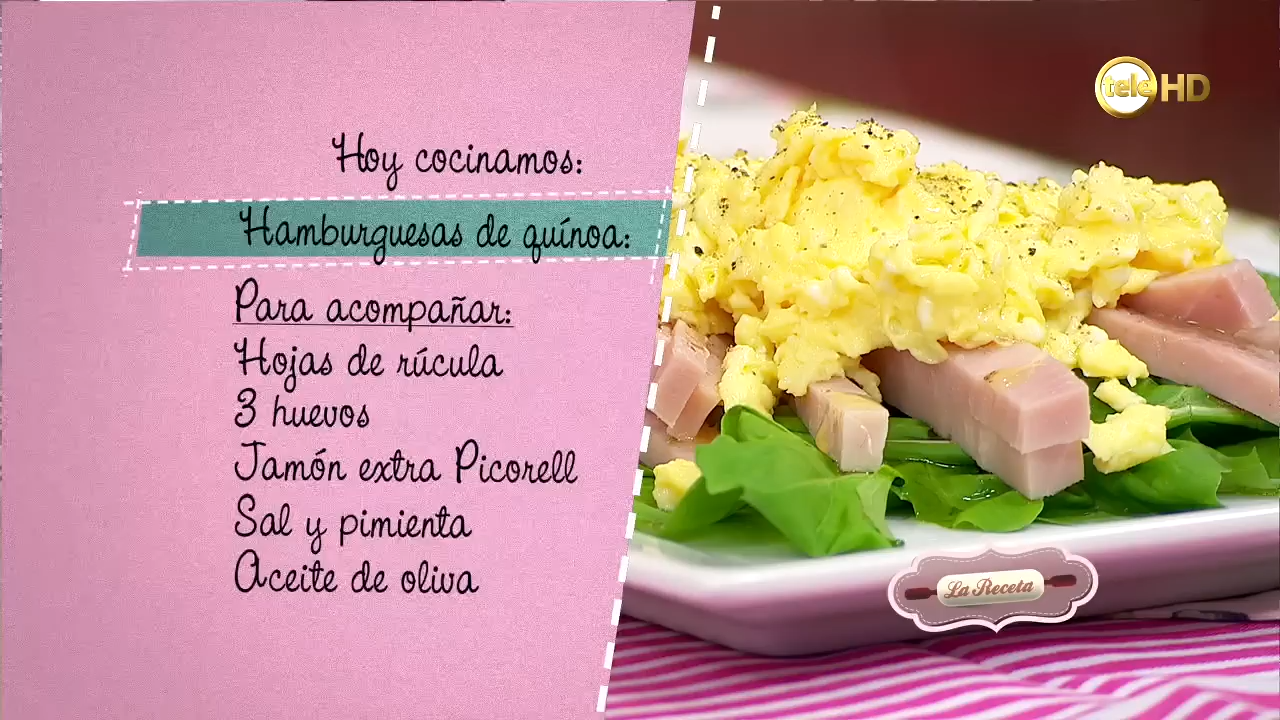 Hoy cocinamos:
Hamburguesas de quínoa:
Para acompañar:
Hojas de rúcula
3 huevos
Jamón extra Picorell
Sal y pimienta
Aceite de oliva
tele HD
La Receta